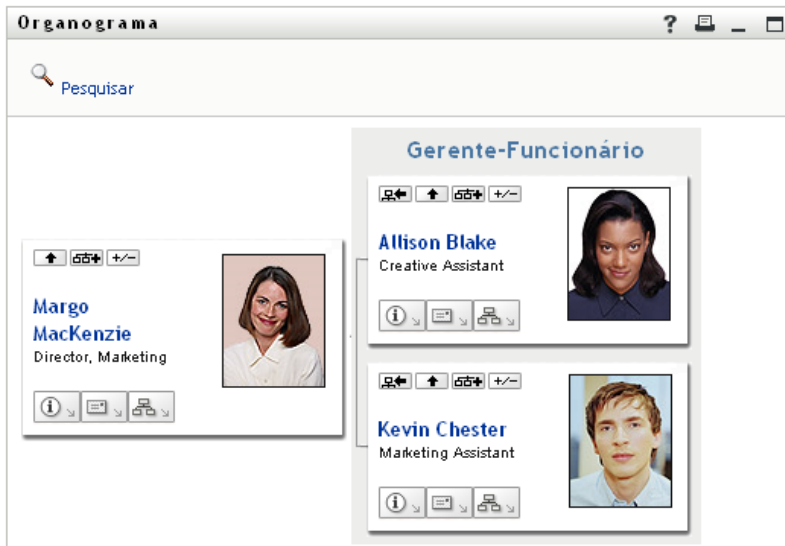 Organograma
Pesquisar
Gerente-Funcionário
+/−
Allison Blake
Creative Assistant
+/−
Margo
MacKenzie
Director, Marketing
+/−
Kevin Chester
Marketing Assistant